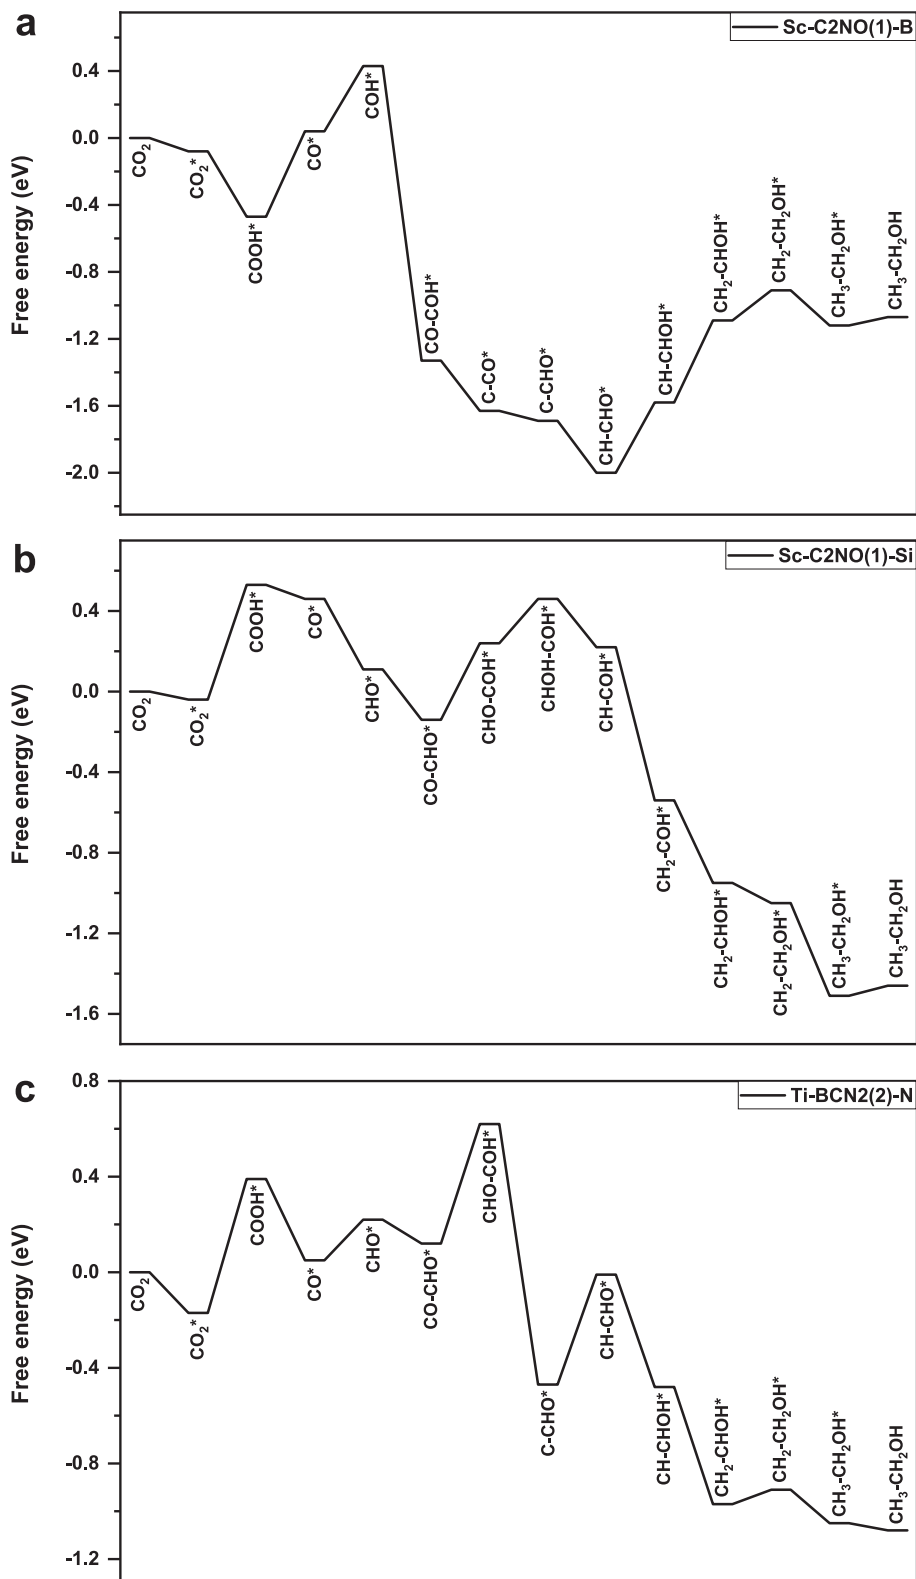 a
Sc-C2NO(1)-B
Free energy (eV)
0.4
0.0
-0.4
-0.8
-1.2
-1.6
-2.0
CO₂
CO₂*
COOH*
CO*
COH*
CO-COH*
C-CO*
C-CHO*
CH-CHO*
CH-CHOH*
CH₂-CHOH*
CH₂-CH₂OH*
CH₃-CH₂OH*
CH₃-CH₂OH
b
Sc-C2NO(1)-Si
Free energy (eV)
0.4
0.0
-0.4
-0.8
-1.2
-1.6
CO₂
CO₂*
COOH*
CO*
CHO*
CO-CHO*
CHO-COH*
CHOH-COH*
CH-COH*
CH₂-COH*
CH₂-CHOH*
CH₂-CH₂OH*
CH₃-CH₂OH*
CH₃-CH₂OH
c
Ti-BCN2(2)-N
Free energy (eV)
0.8
0.4
0.0
-0.4
-0.8
-1.2
CO₂
CO₂*
COOH*
CO*
CHO*
CO-CHO*
CHO-COH*
C-CHO*
CH-CHO*
CH-CHOH*
CH₂-CHOH*
CH₂-CH₂OH*
CH₃-CH₂OH*
CH₃-CH₂OH